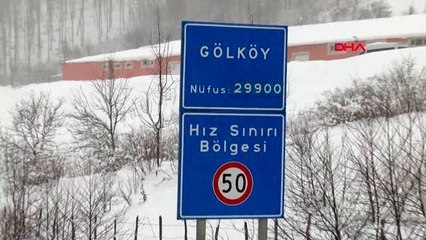 DHA
GÖLKÖY
Nüfus: 29900
Hız Sınırı
Bölgesi
50